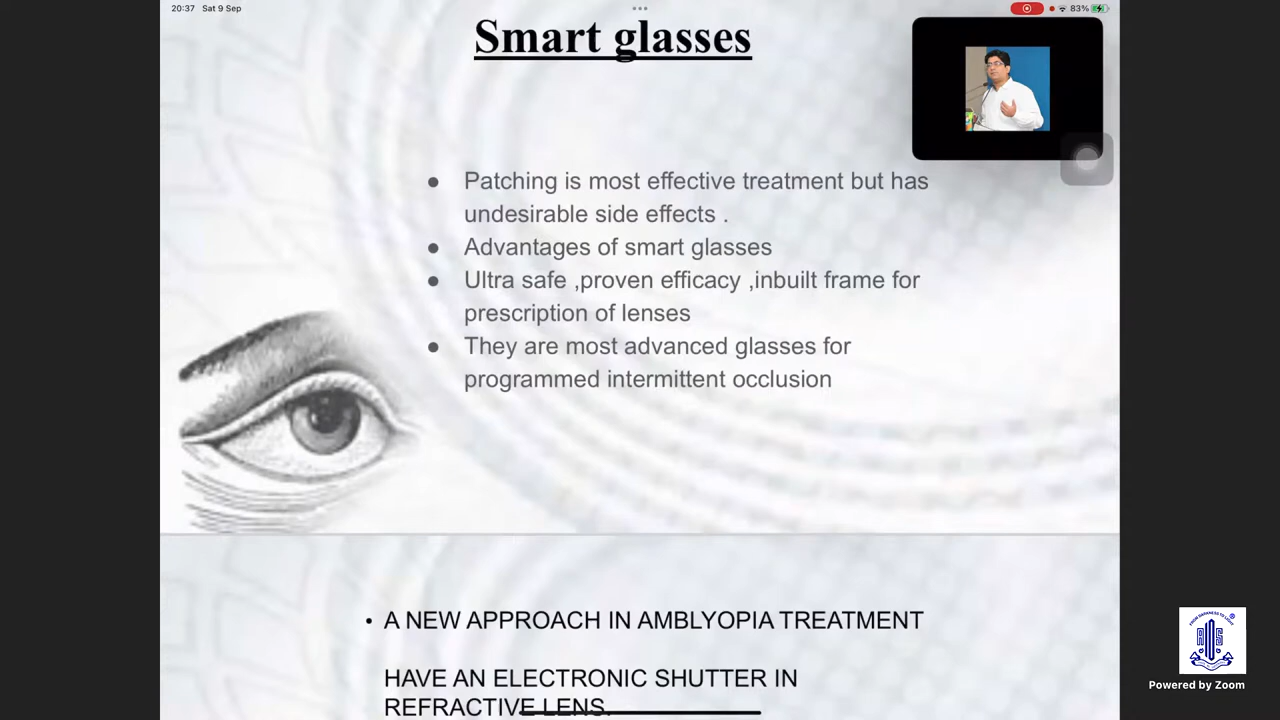 20:37 Sat 9 Sep
83%
Smart glasses
● Patching is most effective treatment but has
undesirable side effects .
● Advantages of smart glasses
● Ultra safe ,proven efficacy ,inbuilt frame for
prescription of lenses
● They are most advanced glasses for
programmed intermittent occlusion
• A NEW APPROACH IN AMBLYOPIA TREATMENT
HAVE AN ELECTRONIC SHUTTER IN
REFRACTIVE LENS.
Powered by Zoom